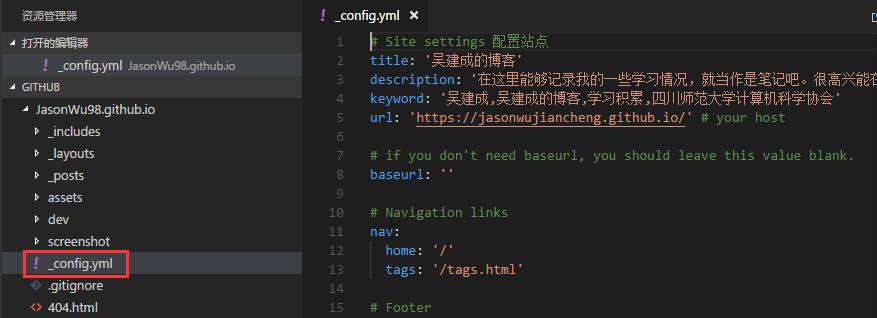 资源管理器
打开的编辑器
_config.yml JasonWu98.github.io
GITHUB
JasonWu98.github.io
_includes
_layouts
_posts
assets
dev
screenshot
_config.yml
.gitignore
404.html
_config.yml
1 # Site settings 配置站点
2 title: '吴建成的博客'
3 description: '在这里能够记录我的一些学习情况，就当作是笔记吧。很高兴能在
4 keyword: '吴建成,吴建成的博客,学习积累,四川师范大学计算机科学协会'
5 url: 'https://jasonwujiancheng.github.io/' # your host
6
7 # if you don't need baseurl, you should leave this value blank.
8 baseurl: ''
9
10 # Navigation links
11 nav:
12 home: '/'
13 tags: '/tags.html'
14
15 # Footer